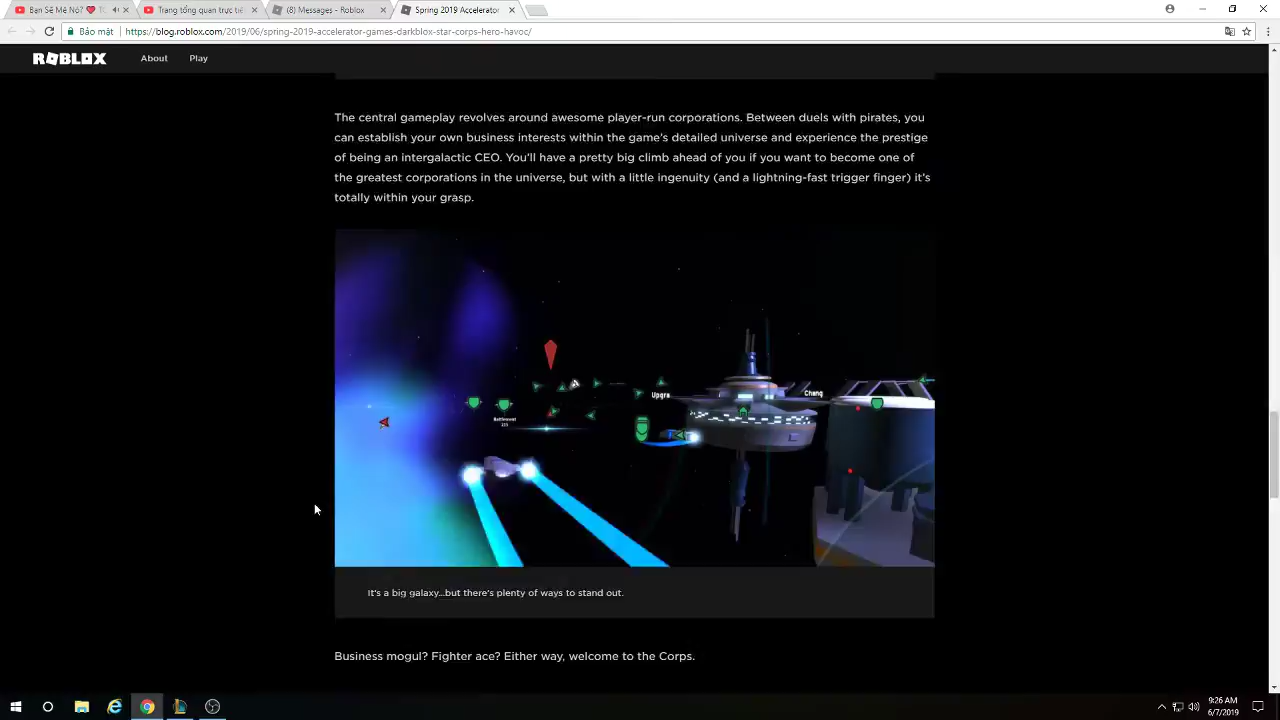 Bạn Sẽ Mê Nó?
Trang tổng quan trực tiế
(8) Messages - Roblox
Spring 2019 Accelerator
Bảo mật
https://blog.roblox.com/2019/06/spring-2019-accelerator-games-darkblox-star-corps-hero-havoc/
ROBLOX
About
Play
The central gameplay revolves around awesome player-run corporations. Between duels with pirates, you
can establish your own business interests within the game's detailed universe and experience the prestige
of being an intergalactic CEO. You'll have a pretty big climb ahead of you if you want to become one of
the greatest corporations in the universe, but with a little ingenuity (and a lightning-fast trigger finger) it's
totally within your grasp.
Upgra
Chang
It's a big galaxy...but there's plenty of ways to stand out.
Business mogul? Fighter ace? Either way, welcome to the Corps.
9:26 AM
6/7/2019